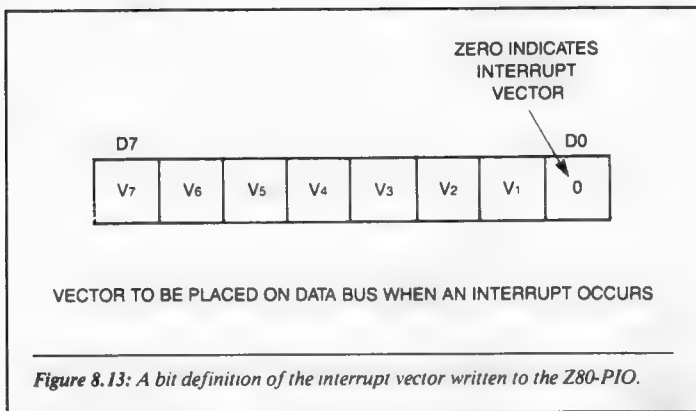 ZERO INDICATES
INTERRUPT
VECTOR
D7 D0
V7 V6 V5 V4 V3 V2 V1 0
VECTOR TO BE PLACED ON DATA BUS WHEN AN INTERRUPT OCCURS
Figure 8.13: A bit definition of the interrupt vector written to the Z80-PIO.